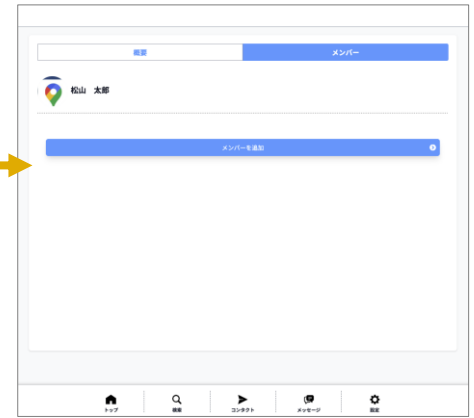 概要
メンバー
松山 太郎
メンバーを追加
トップ
検索
コンタクト
メッセージ
設定